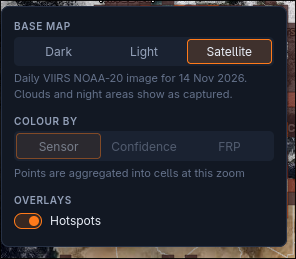 BASE MAP
Dark Light Satellite
Daily VIIRS NOAA-20 image for 14 Nov 2026.
Clouds and night areas show as captured.
COLOUR BY
Sensor Confidence FRP
Points are aggregated into cells at this zoom
OVERLAYS
Hotspots